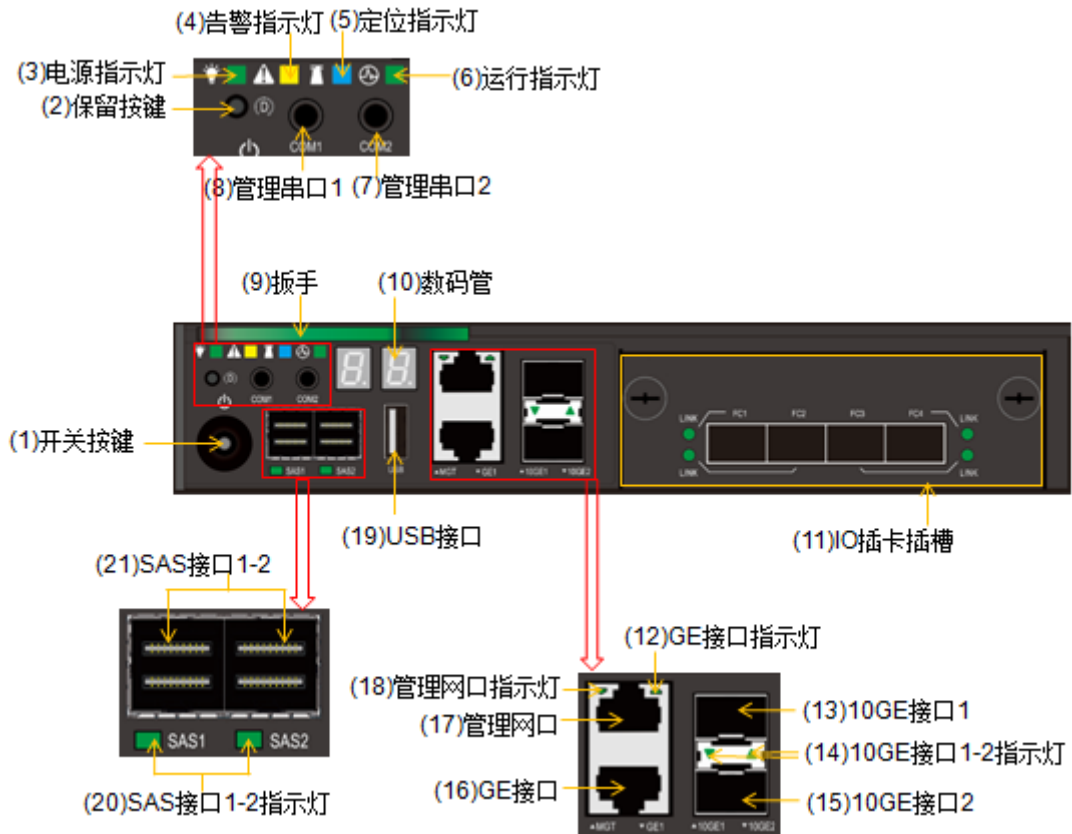 (4)告警指示灯 (5)定位指示灯
(3)电源指示灯
(6)运行指示灯
(2)保留按键
(D)
COM1 COM2
(8)管理串口1 (7)管理串口2
(9)扳手 (10)数码管
(D)
COM1 COM2
(1)开关按键
SAS1 SAS2
USB
MGT GE1 10GE1 10GE2
LINK FC1 FC2 FC3 FC4 LINK
LINK LINK
(19)USB接口
(11)IO插卡插槽
(21)SAS接口1-2
SAS1 SAS2
(20)SAS接口1-2指示灯
(12)GE接口指示灯
(18)管理网口指示灯
(17)管理网口
(13)10GE接口1
(14)10GE接口1-2指示灯
(16)GE接口
(15)10GE接口2
MGT GE1 10GE1 10GE2